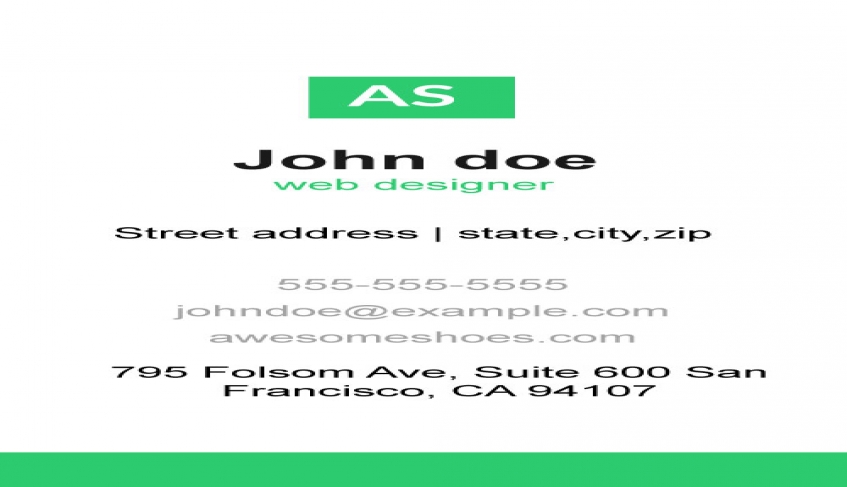 AS
John doe
web designer
Street address | state,city,zip
555-555-5555
johndoe@example.com
awesomeshoes.com
795 Folsom Ave, Suite 600 San
Francisco, CA 94107